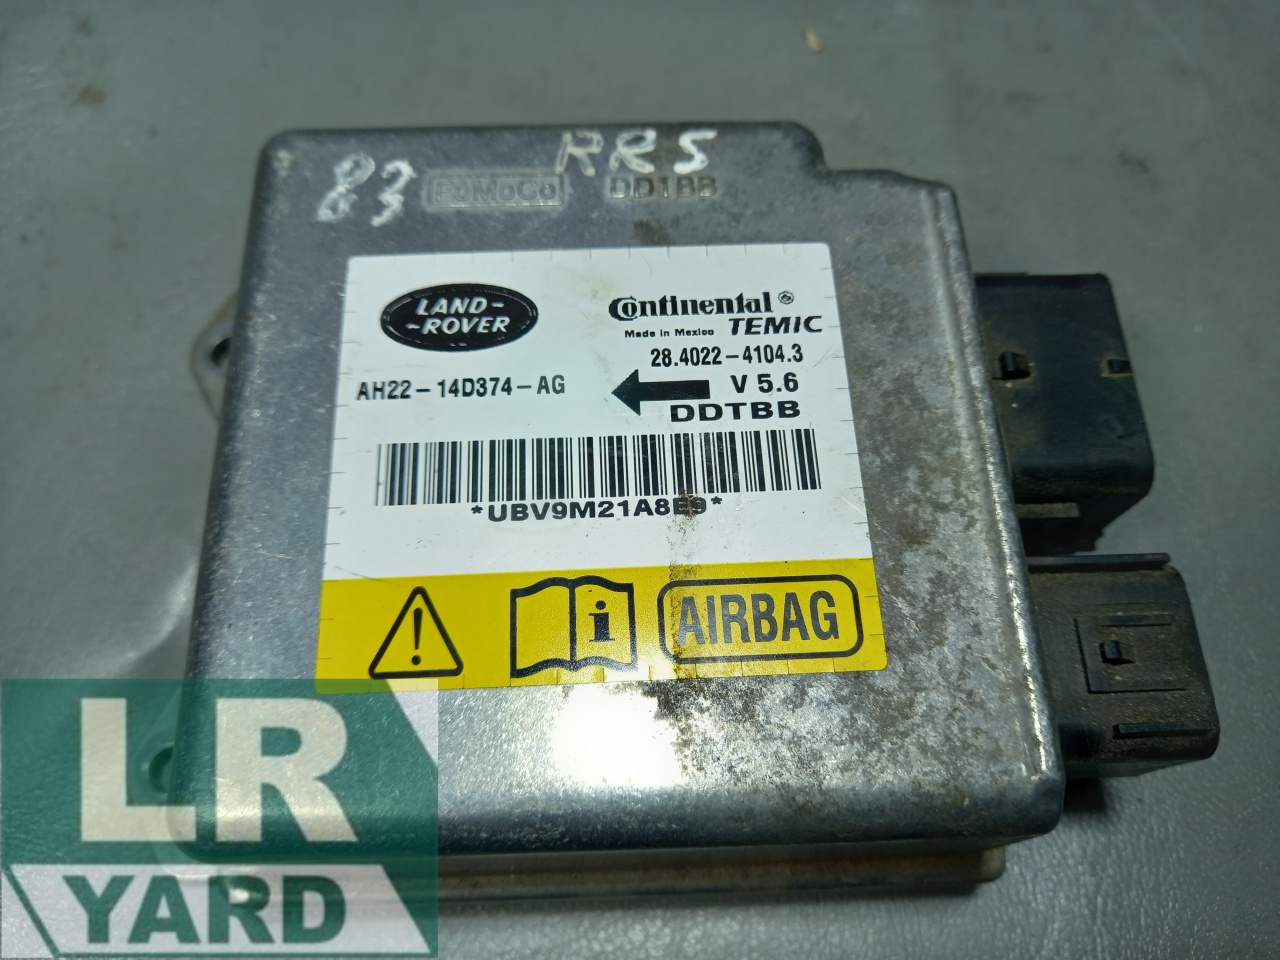 RRS
83
FoMoCo DDTBB
LAND-
-ROVER
Continental®
Made in Mexico TEMIC
28.4022-4104.3
AH22-14D374-AG
V 5.6
DDTBB
*UBV9M21A8E9*
i
AIRBAG
LR
YARD